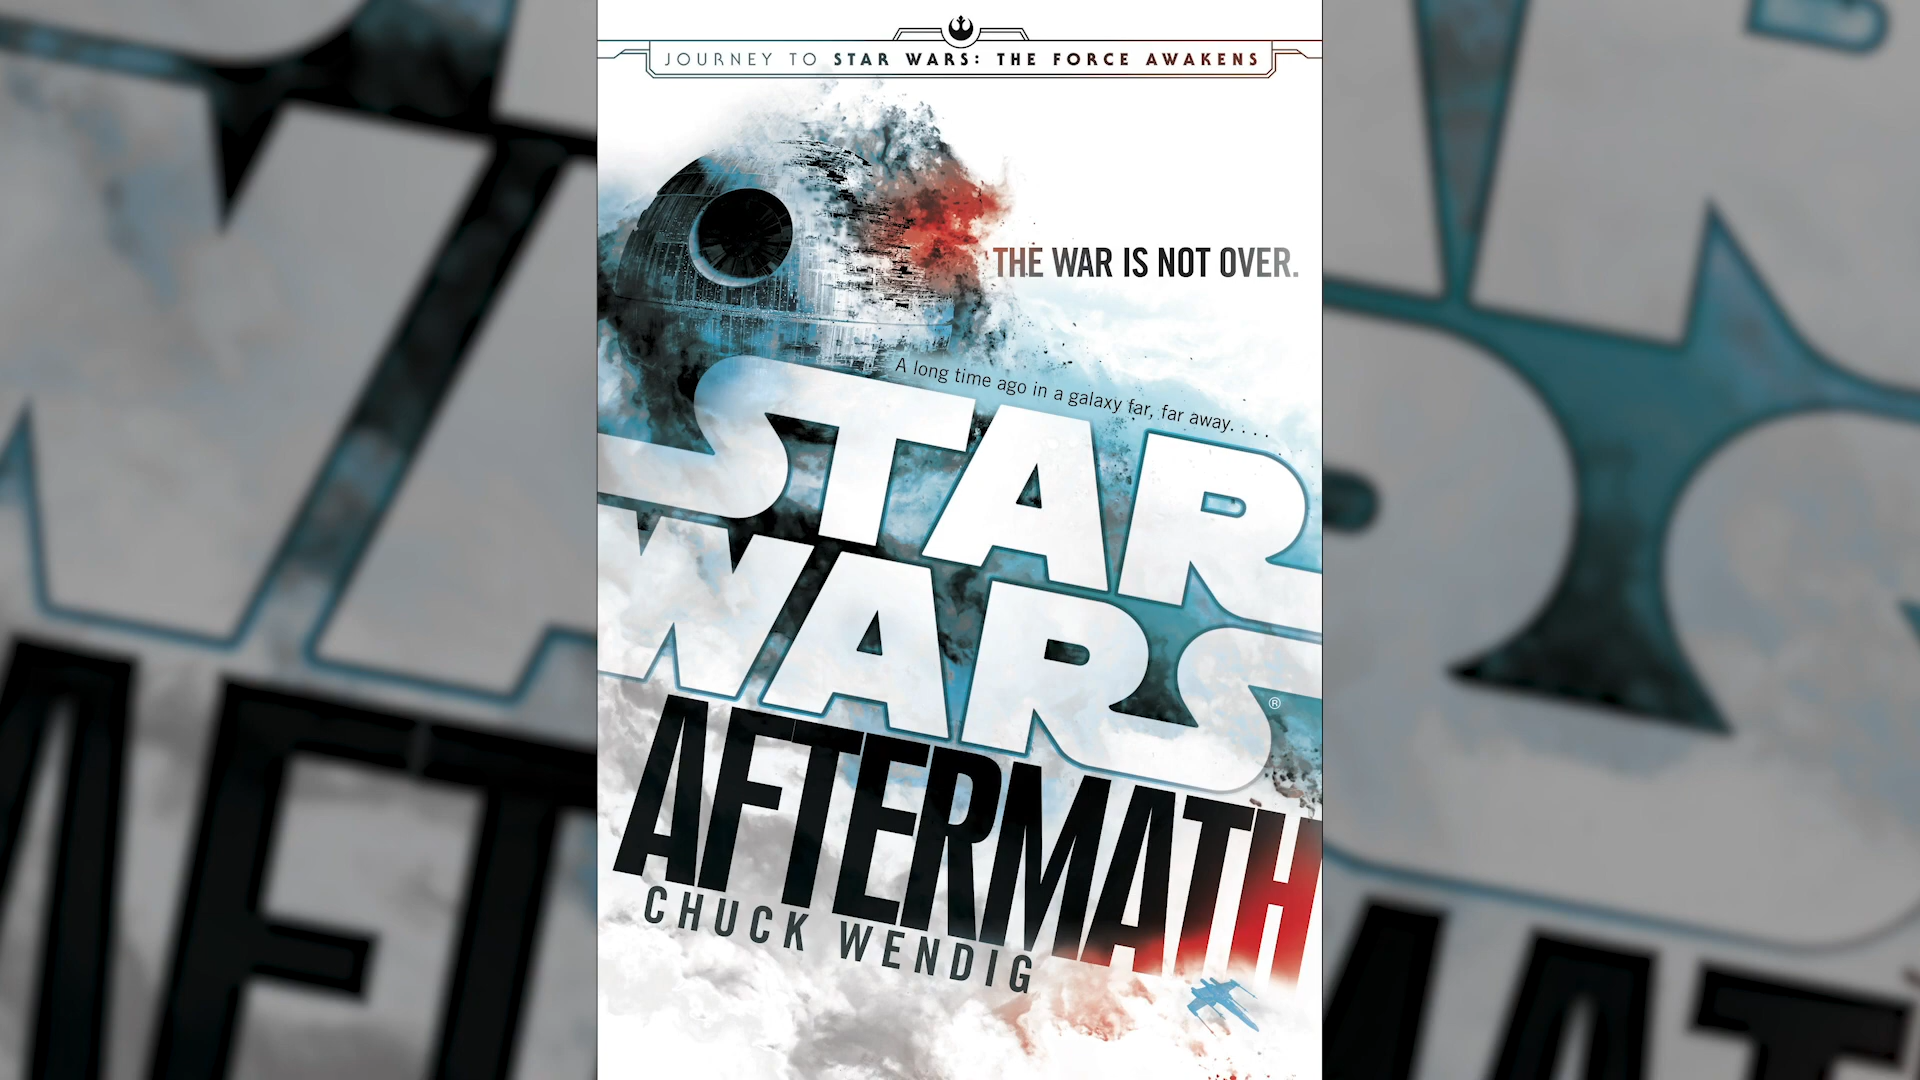 JOURNEY TO STAR WARS: THE FORCE AWAKENS
THE WAR IS NOT OVER.
A long time ago in a galaxy far, far away. . . .
STAR
WARS
®
AFTERMATH
CHUCK WENDIG